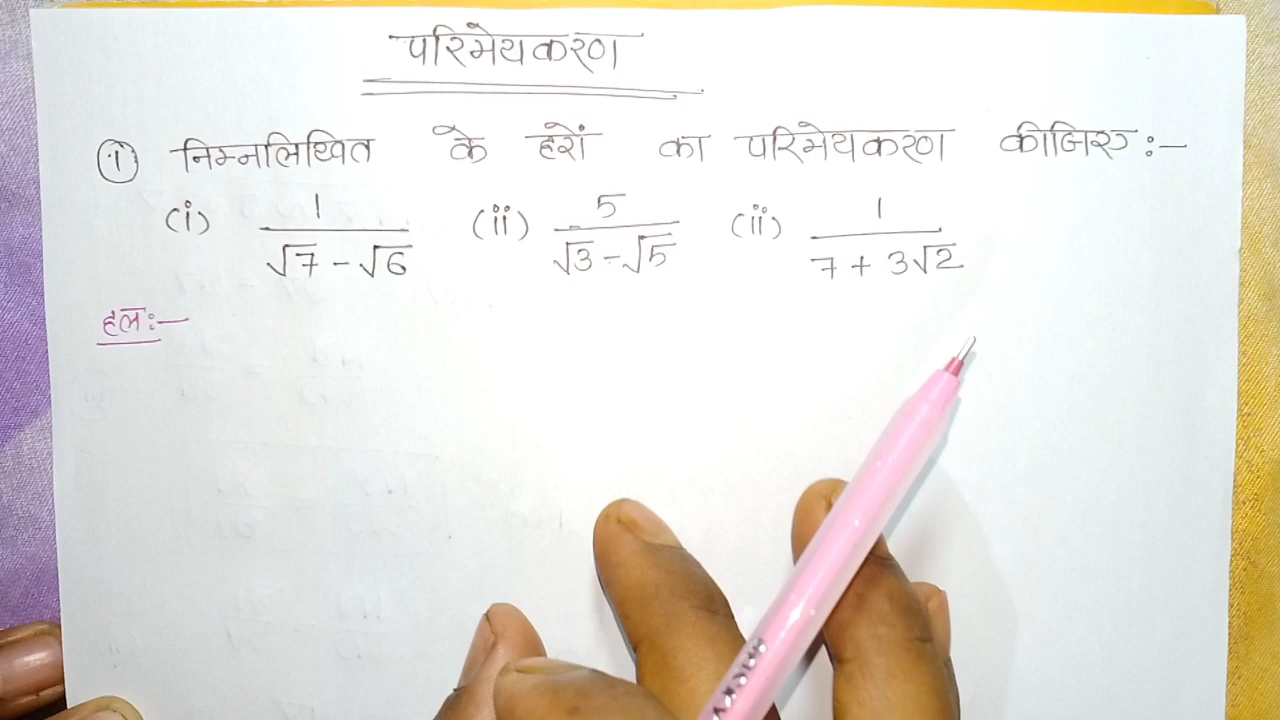 परिमेयकरण
① निम्नलिखित के हरों का परिमेयकरण कीजिए :-
(i) 1/(√7 - √6) (ii) 5/(√3 - √5) (ii) 1/(7 + 3√2)
हल :-